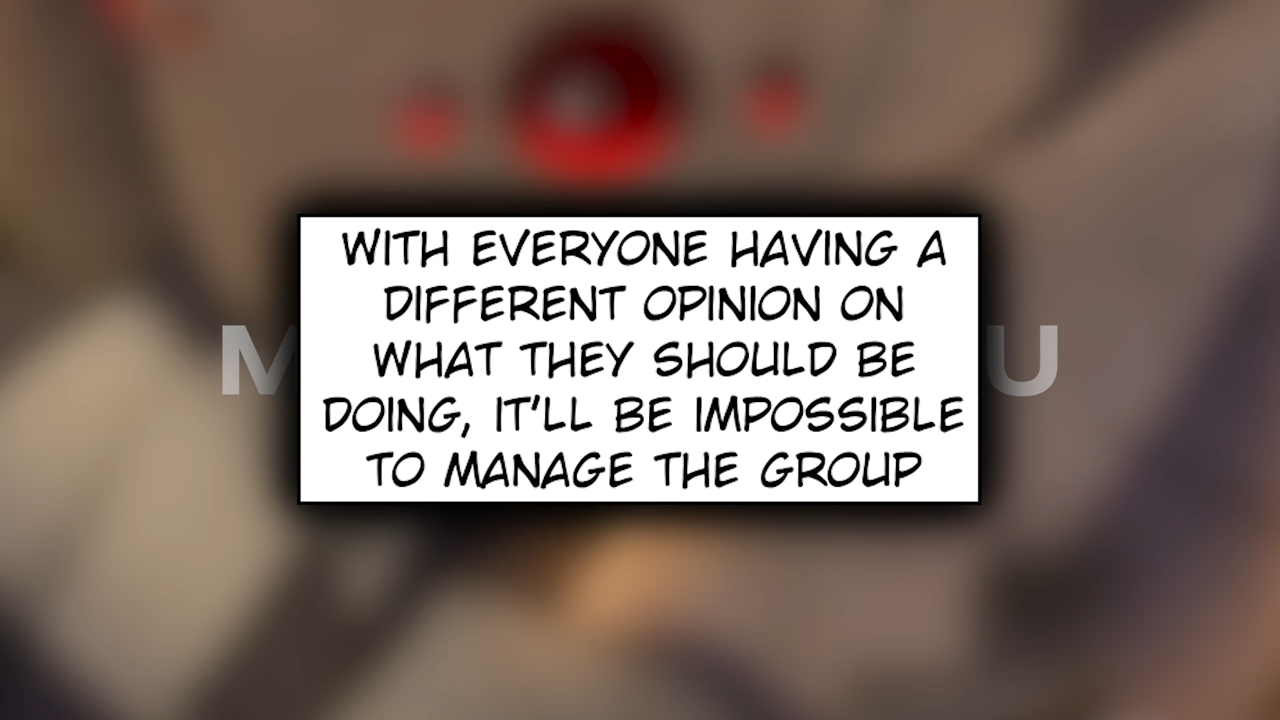 WITH EVERYONE HAVING A
DIFFERENT OPINION ON
WHAT THEY SHOULD BE
DOING, IT'LL BE IMPOSSIBLE
TO MANAGE THE GROUP